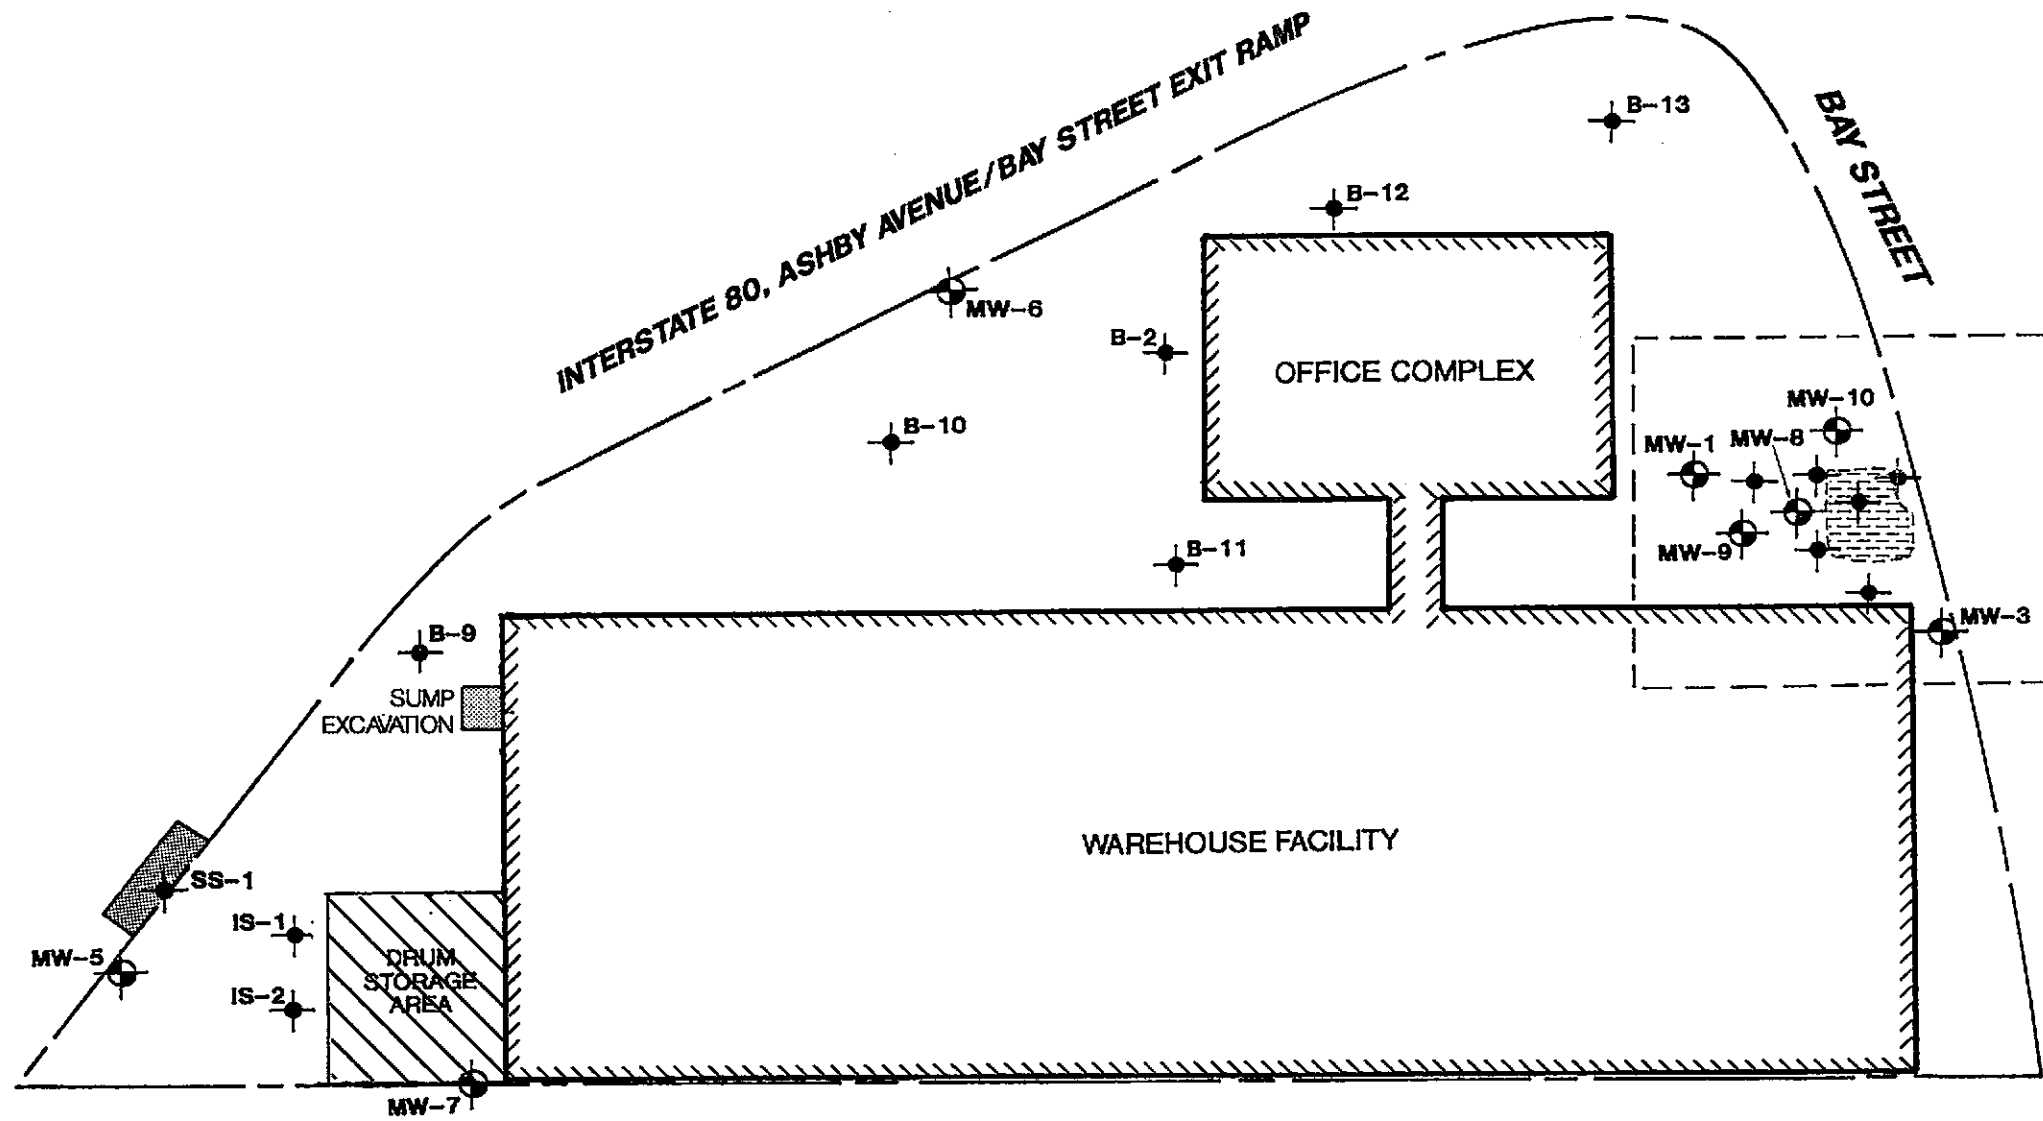 INTERSTATE 80, ASHBY AVENUE/BAY STREET EXIT RAMP
BAY STREET
B-13
B-12
MW-6
B-2
OFFICE COMPLEX
B-10
MW-10
MW-1
MW-8
MW-9
B-11
MW-3
B-9
SUMP
EXCAVATION
WAREHOUSE FACILITY
SS-1
IS-1
MW-5
DRUM
STORAGE
AREA
IS-2
MW-7